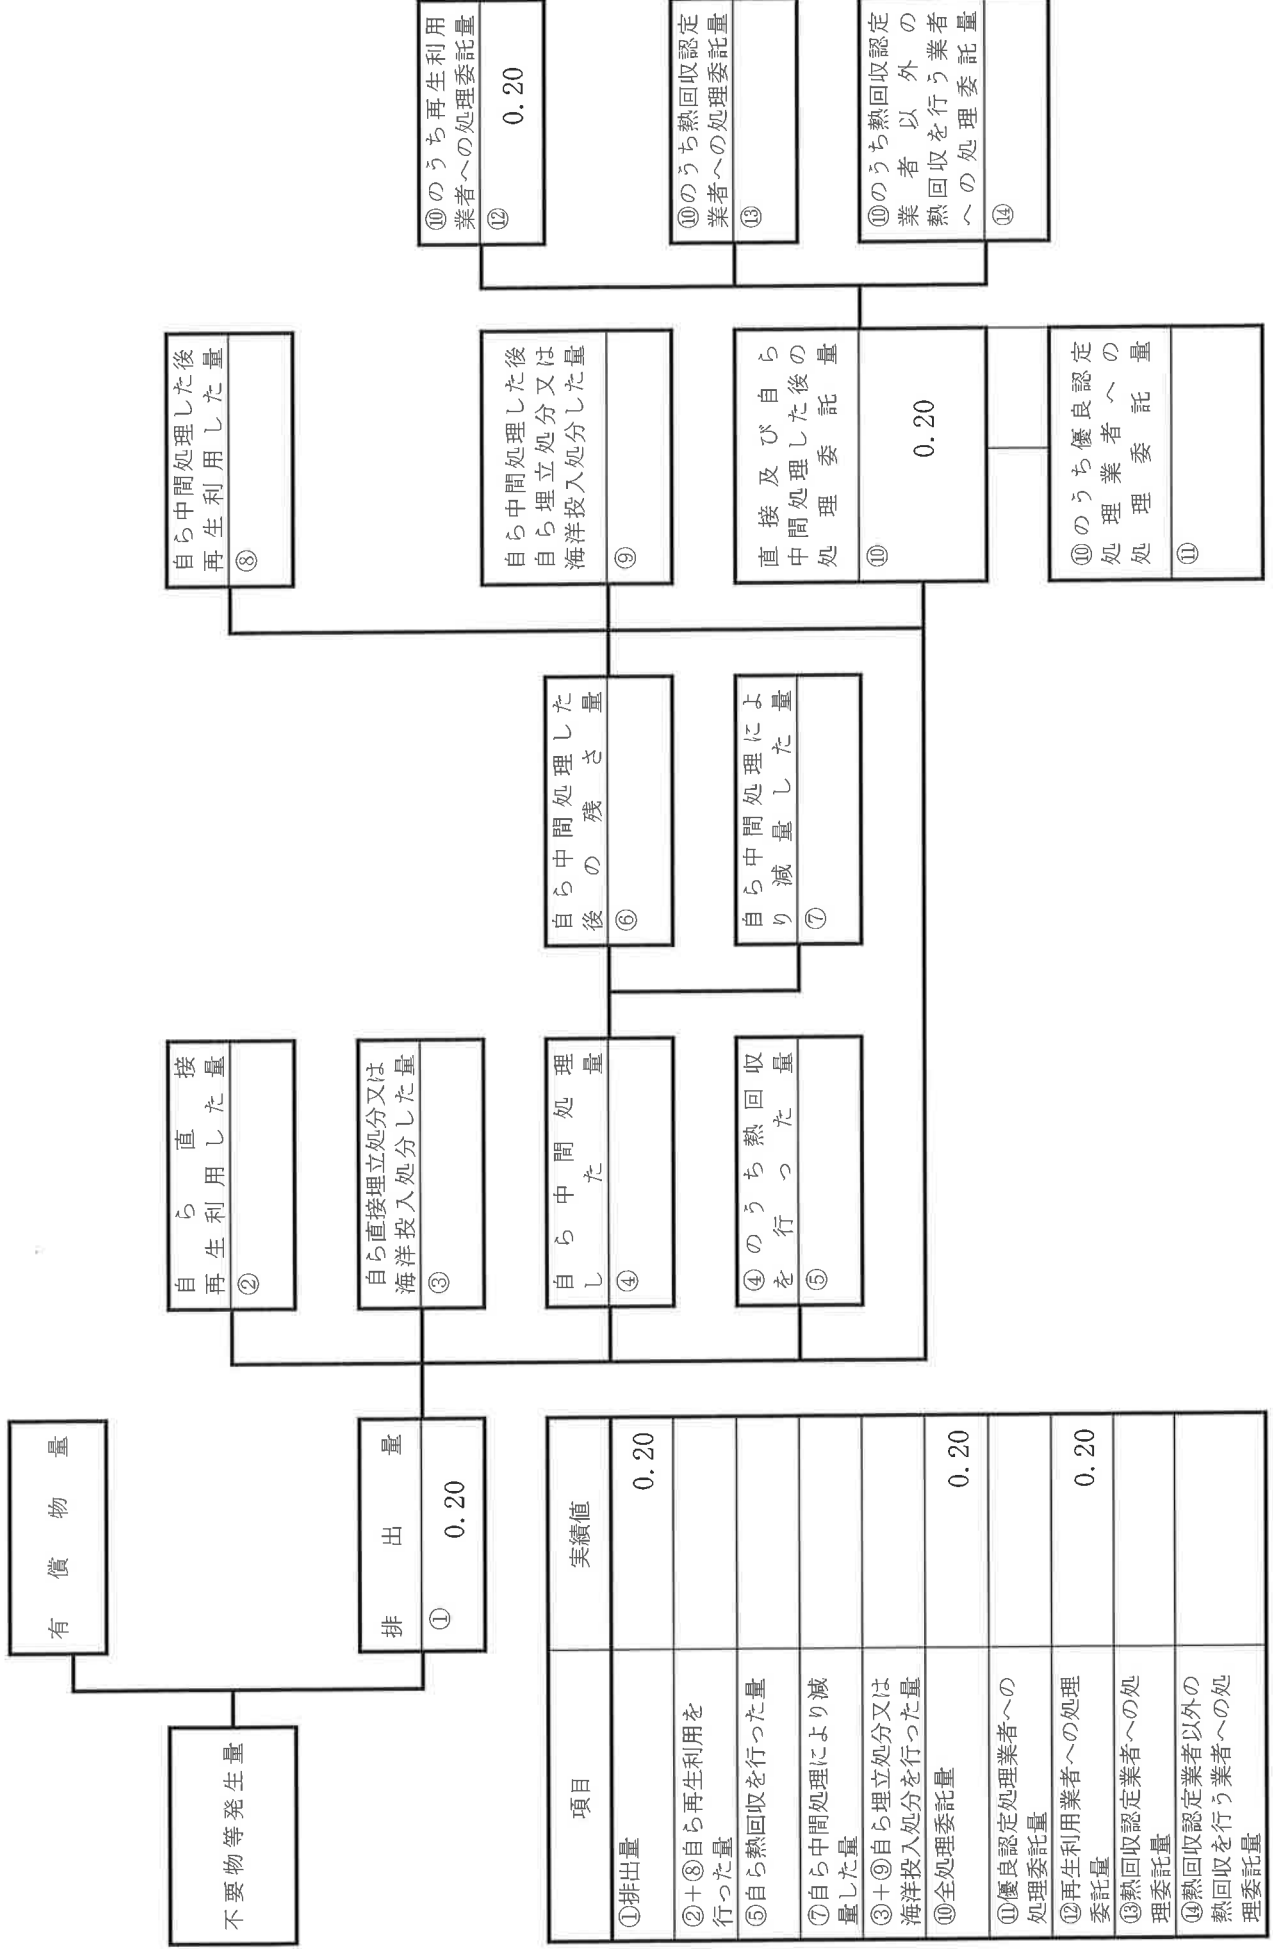 不要物等発生量
有償物量
排出量
① 0.20
自ら直接
再生利用した量
②
自ら直接埋立処分又は
海洋投入処分した量
③
自ら中間処理
した量
④
④のうち熱回収
を行った量
⑤
自ら中間処理した
後の残さ量
⑥
自ら中間処理によ
り減量した量
⑦
自ら中間処理した後
再生利用した量
⑧
自ら中間処理した後
自ら埋立処分又は
海洋投入処分した量
⑨
直接及び自ら
中間処理した後の
処理委託量
⑩
0.20
⑩のうち優良認定
処理業者への
処理委託量
⑪
⑩のうち再生利用
業者への処理委託量
⑫
0.20
⑩のうち熱回収認定
業者への処理委託量
⑬
⑩のうち熱回収認定
業者以外の
熱回収を行う業者
への処理委託量
⑭
項目 実績値
①排出量 0.20
②+⑧自ら再生利用を
行った量
⑤自ら熱回収を行った量
⑦自ら中間処理により減
量した量
③+⑨自ら埋立処分又は
海洋投入処分を行った量
⑩全処理委託量 0.20
⑪優良認定処理業者への
処理委託量
⑫再生利用業者への処理
委託量 0.20
⑬熱回収認定業者への処
理委託量
⑭熱回収認定業者以外の
熱回収を行う業者への処
理委託量